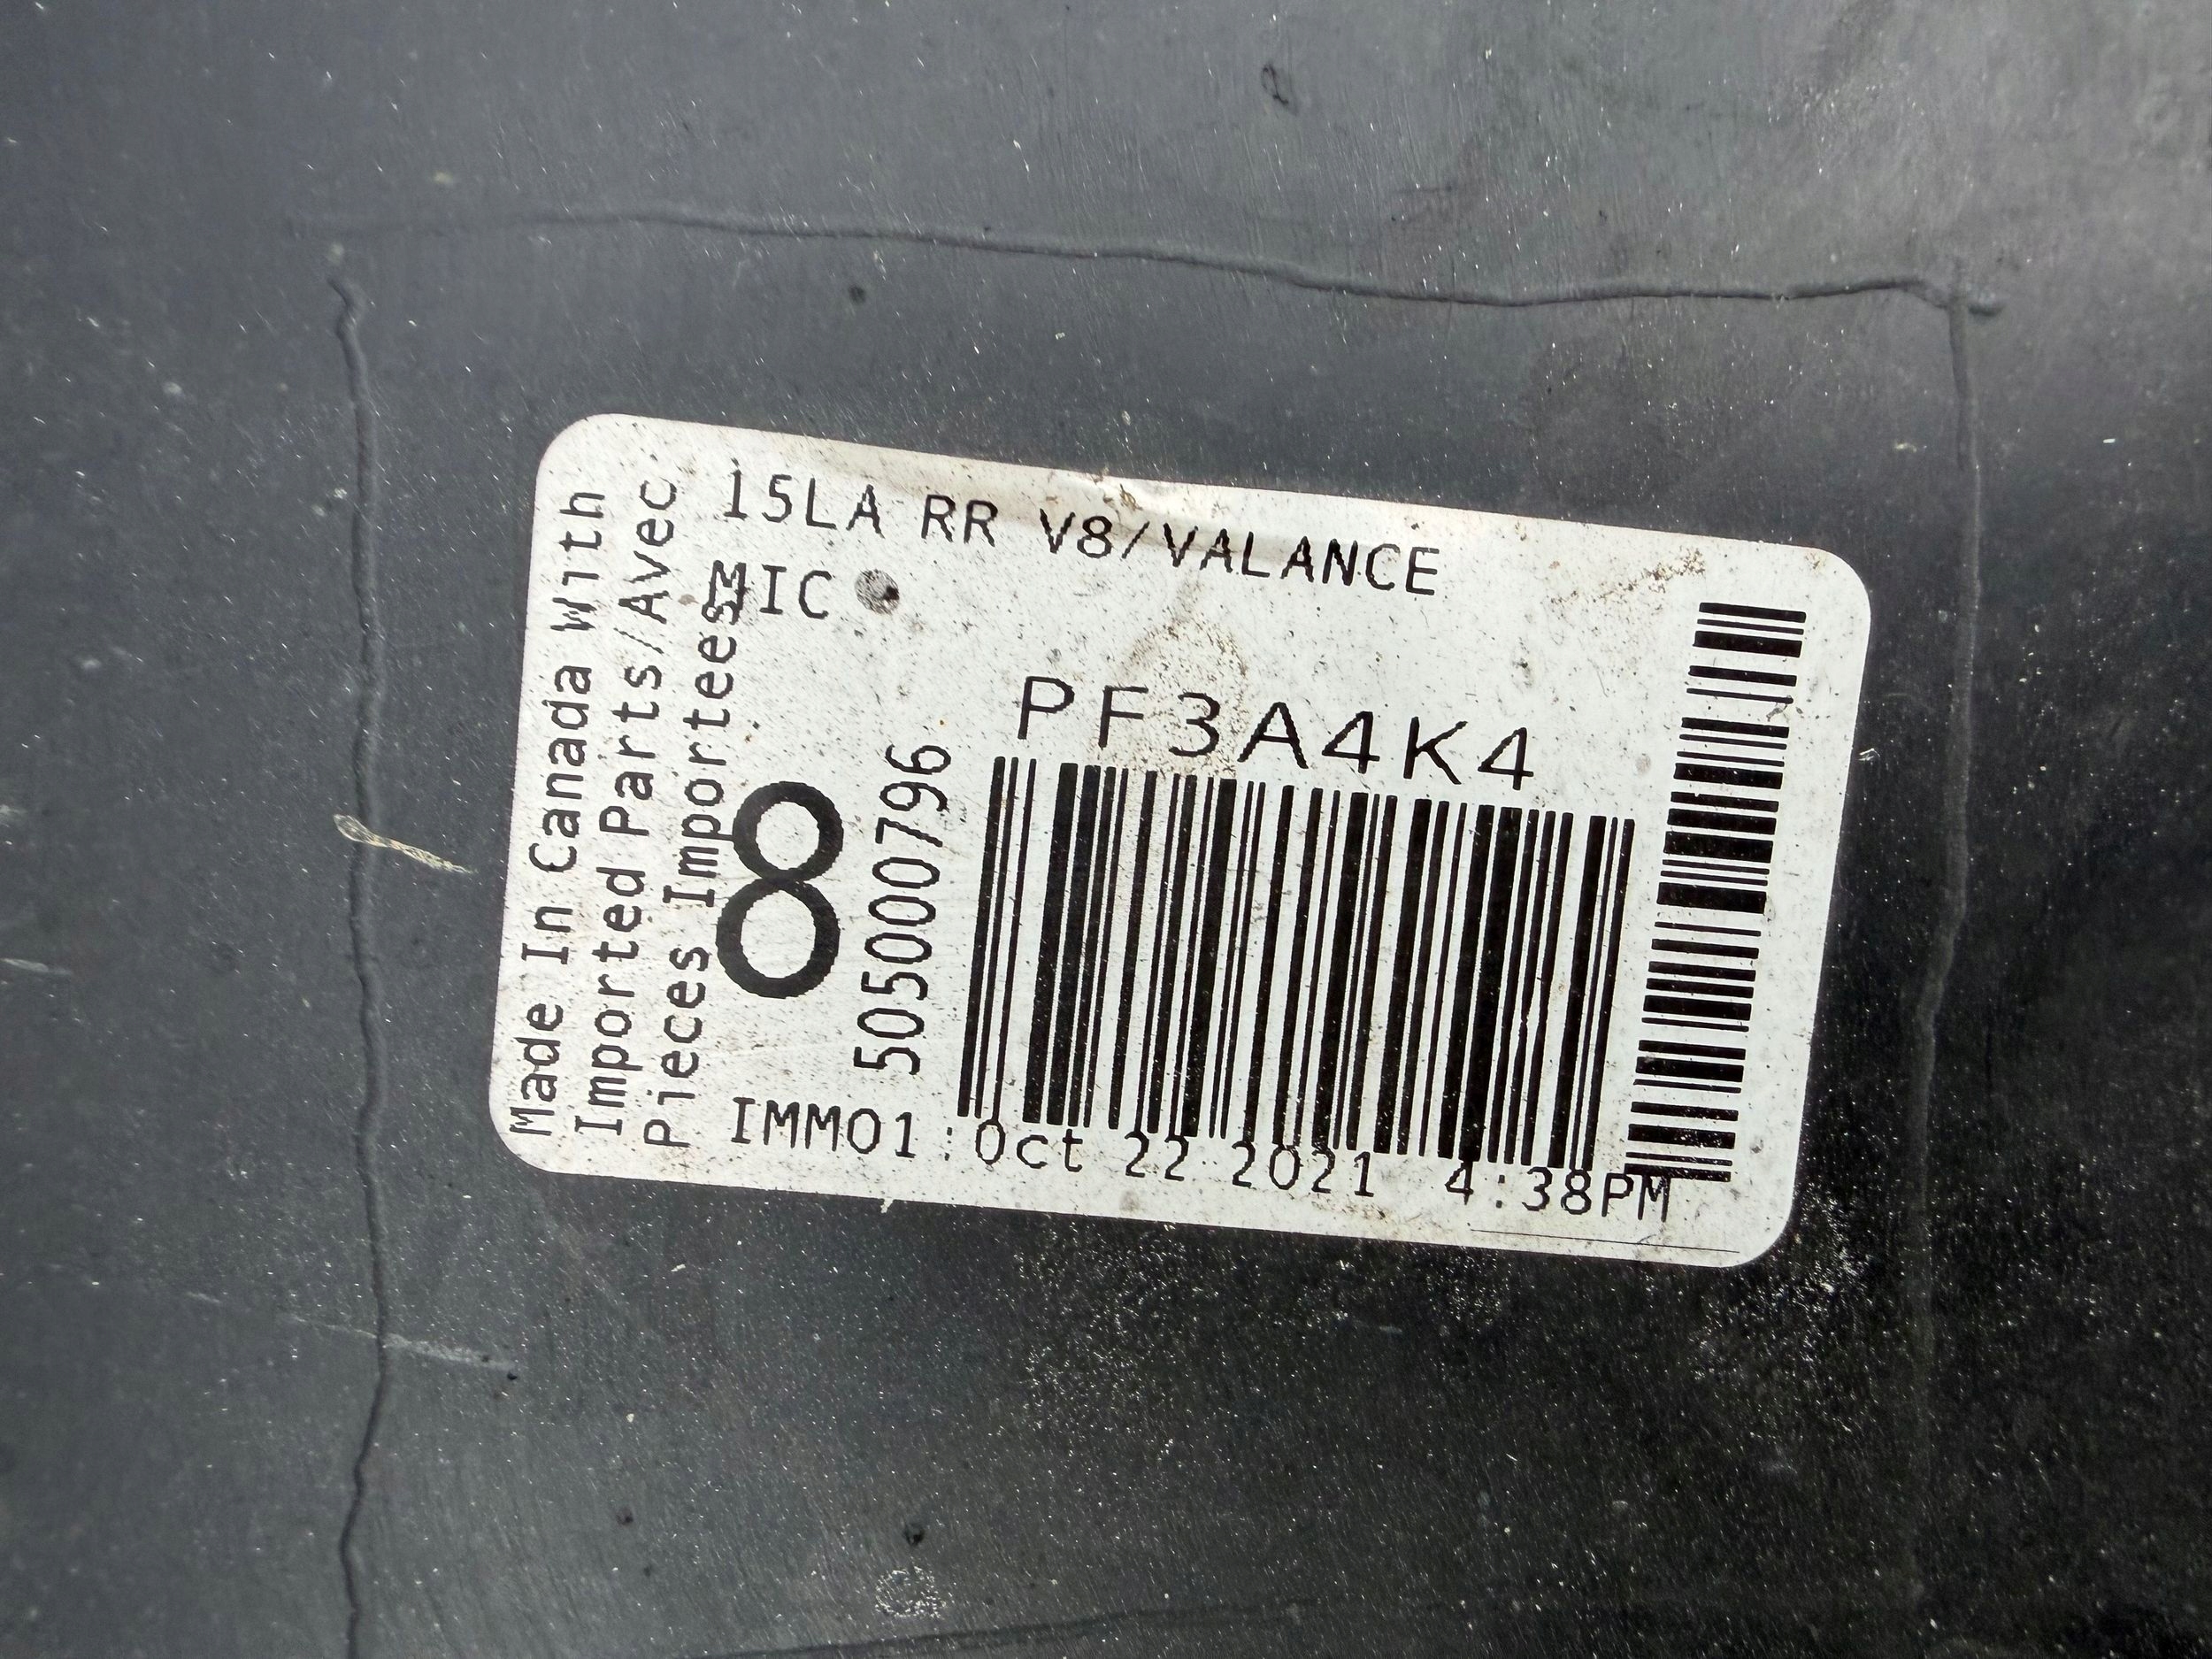 15LA RR V8/VALANCE
MIC
PF3A4K4
Made In Canada With
Imported Parts/Avec
Pieces Importees
8
5050000796
IMM01:Oct 22 2021 4:38PM